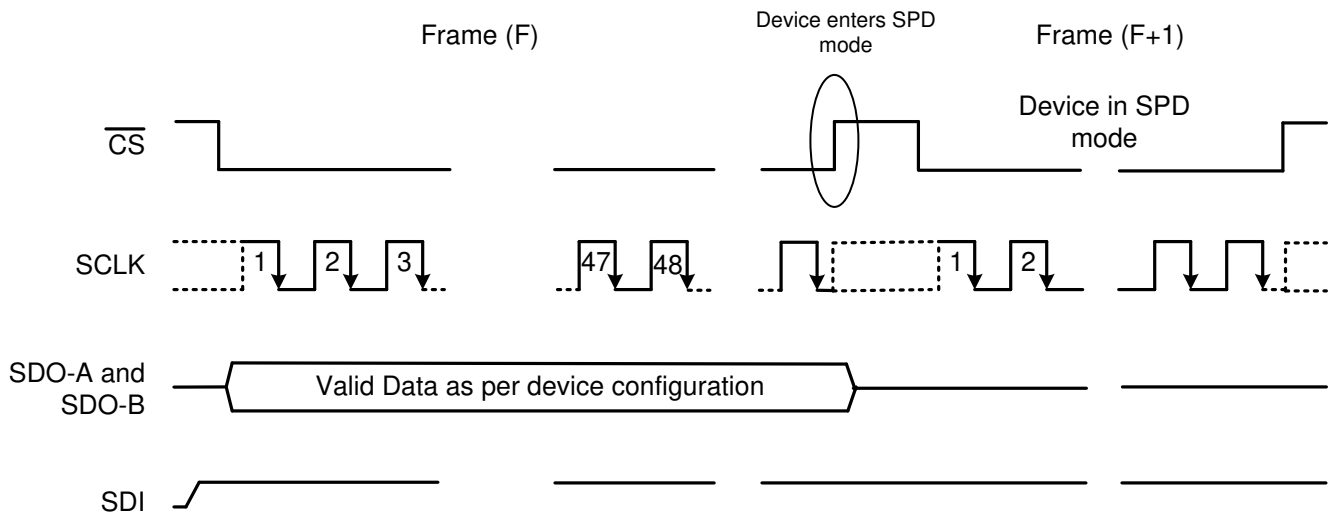 Frame (F)
Device enters SPD
mode
Frame (F+1)
CS
Device in SPD
mode
SCLK
1 2 3 47 48 1 2
SDO-A and
SDO-B
Valid Data as per device configuration
SDI